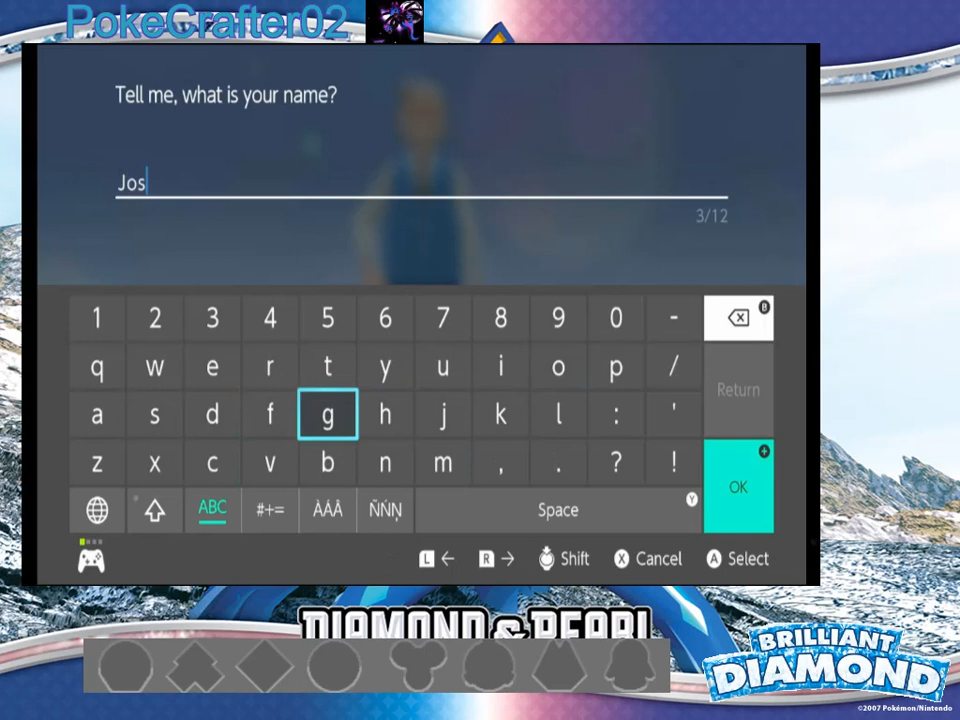 PokeCrafter02
Tell me, what is your name?
Jos
3/12
1 2 3 4 5 6 7 8 9 0 - B
q w e r t y u i o p / Return
a s d f g h j k l : '
z x c v b n m , . ? ! + OK
ABC #+= ÀÁÂ ÑŃŅ Space Y
L ← R → Shift X Cancel A Select
DIAMOND & PEARL
BRILLIANT
DIAMOND
©2007 Pokémon/Nintendo